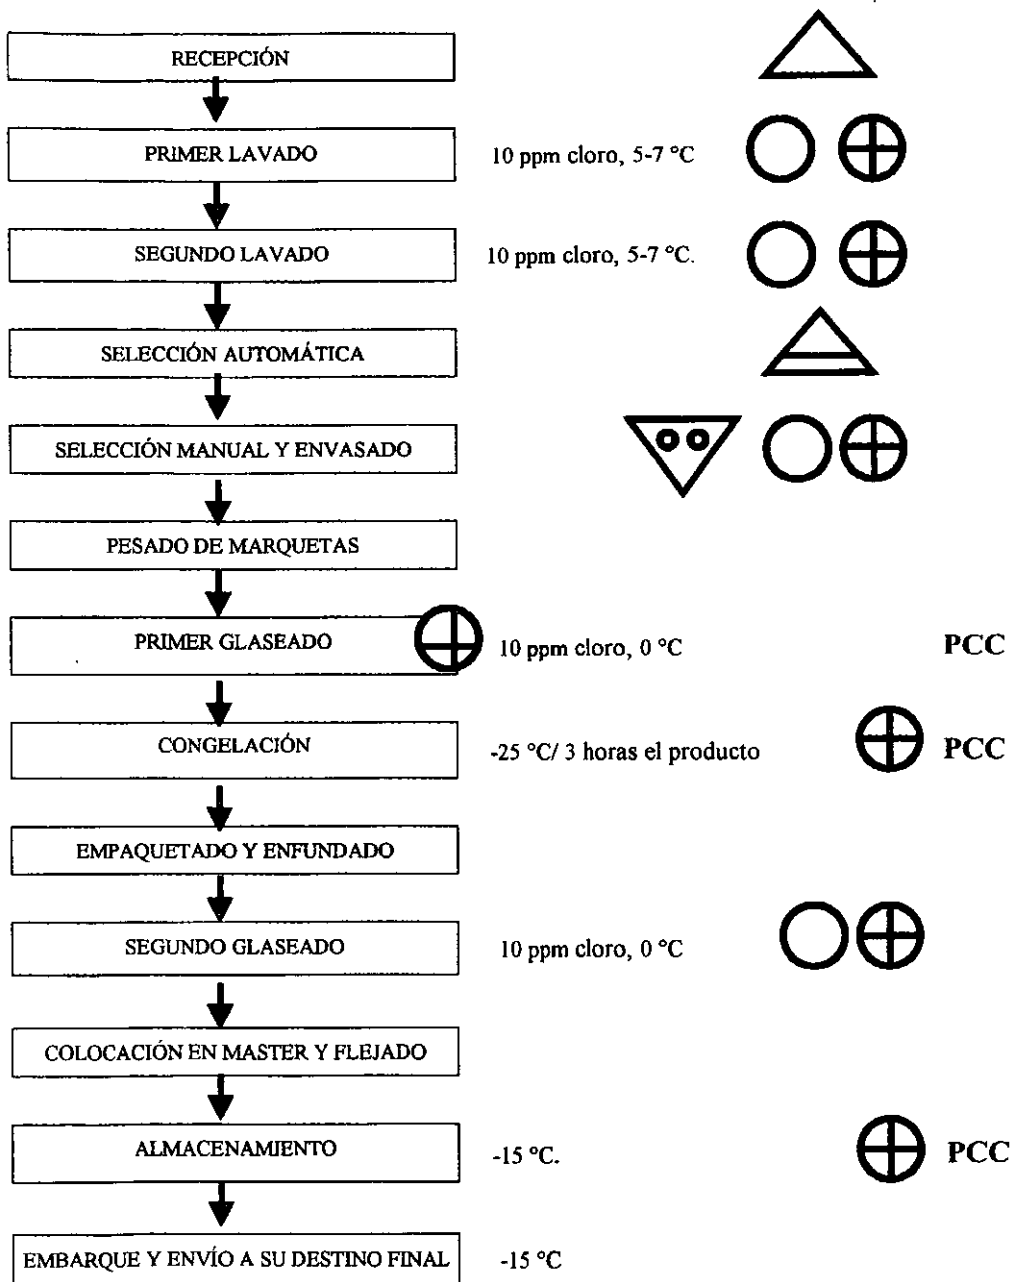 RECEPCIÓN
PRIMER LAVADO 10 ppm cloro, 5-7 °C
SEGUNDO LAVADO 10 ppm cloro, 5-7 °C.
SELECCIÓN AUTOMÁTICA
SELECCIÓN MANUAL Y ENVASADO
PESADO DE MARQUETAS
PRIMER GLASEADO 10 ppm cloro, 0 °C PCC
CONGELACIÓN -25 °C/ 3 horas el producto PCC
EMPAQUETADO Y ENFUNDADO
SEGUNDO GLASEADO 10 ppm cloro, 0 °C
COLOCACIÓN EN MASTER Y FLEJADO
ALMACENAMIENTO -15 °C. PCC
EMBARQUE Y ENVÍO A SU DESTINO FINAL -15 °C